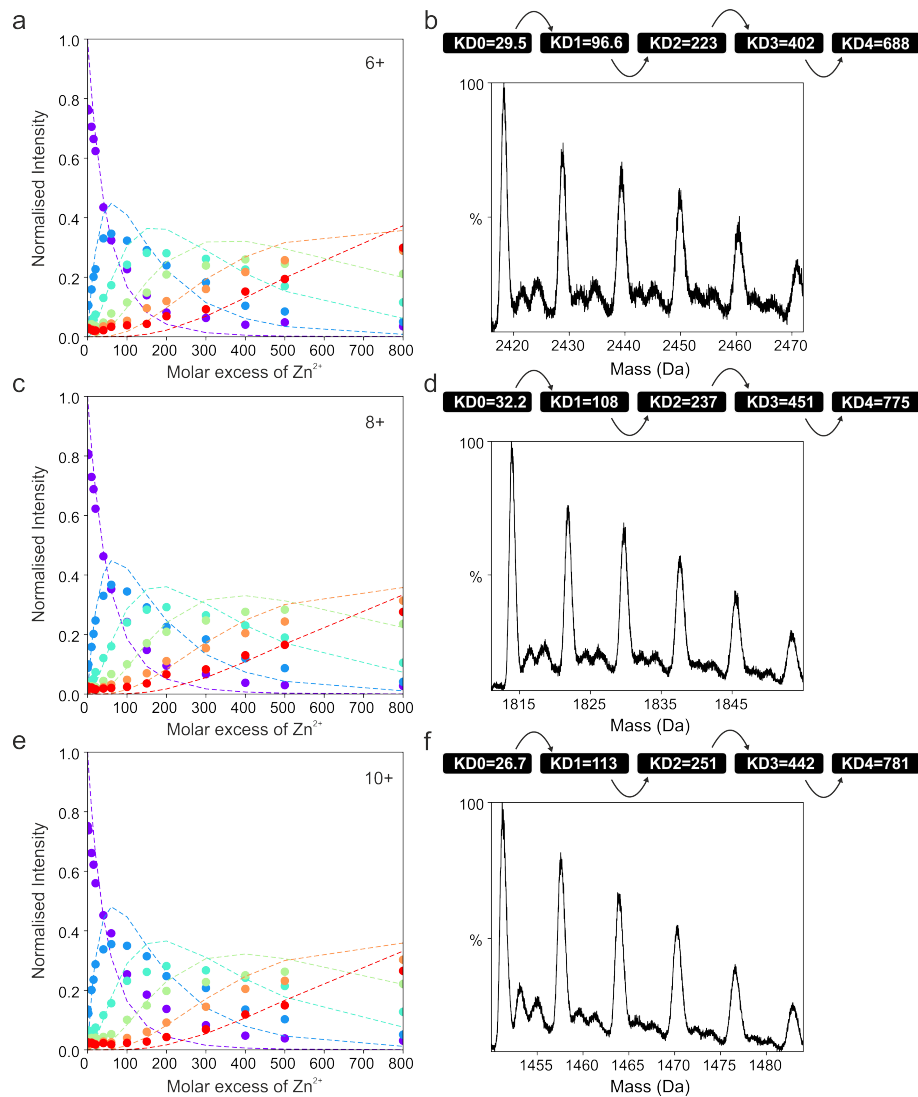 a
1.0
0.8
0.6
0.4
0.2
0.0
Normalised Intensity
6+
0 100 200 300 400 500 600 700 800
Molar excess of Zn²⁺
b
KD0=29.5 KD1=96.6 KD2=223 KD3=402 KD4=688
100
%
2420 2430 2440 2450 2460 2470
Mass (Da)
c
1.0
0.8
0.6
0.4
0.2
0.0
Normalised Intensity
8+
0 100 200 300 400 500 600 700 800
Molar excess of Zn²⁺
d
KD0=32.2 KD1=108 KD2=237 KD3=451 KD4=775
100
%
1815 1825 1835 1845
Mass (Da)
e
1.0
0.8
0.6
0.4
0.2
0.0
Normalised Intensity
10+
0 100 200 300 400 500 600 700 800
Molar excess of Zn²⁺
f
KD0=26.7 KD1=113 KD2=251 KD3=442 KD4=781
100
%
1455 1460 1465 1470 1475 1480
Mass (Da)